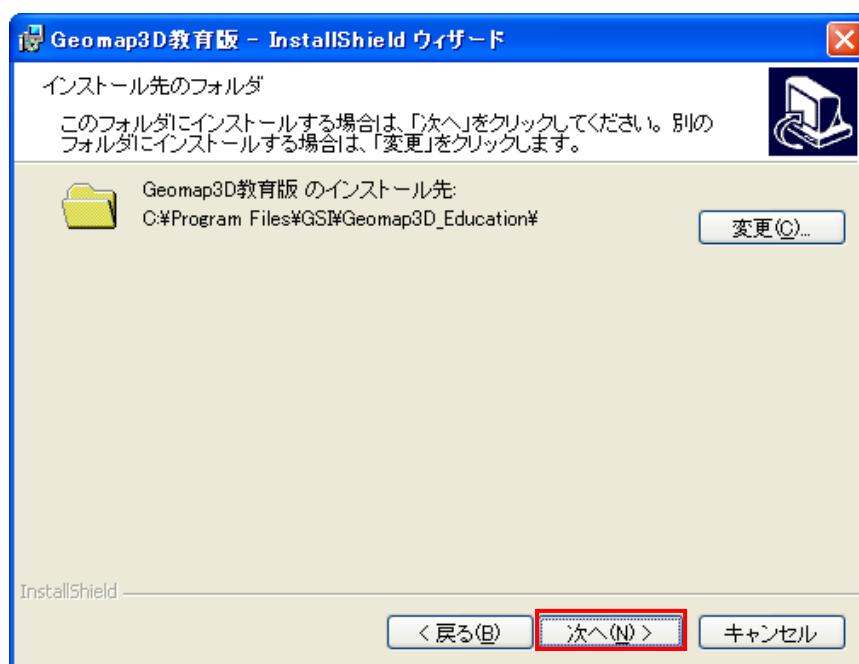 Geomap3D教育版 - InstallShield ウィザード
インストール先のフォルダ
このフォルダにインストールする場合は、「次へ」をクリックしてください。別の
フォルダにインストールする場合は、「変更」をクリックします。
Geomap3D教育版 のインストール先:
C:¥Program Files¥GSI¥Geomap3D_Education¥
変更(C)...
InstallShield
< 戻る(B)
次へ(N) >
キャンセル